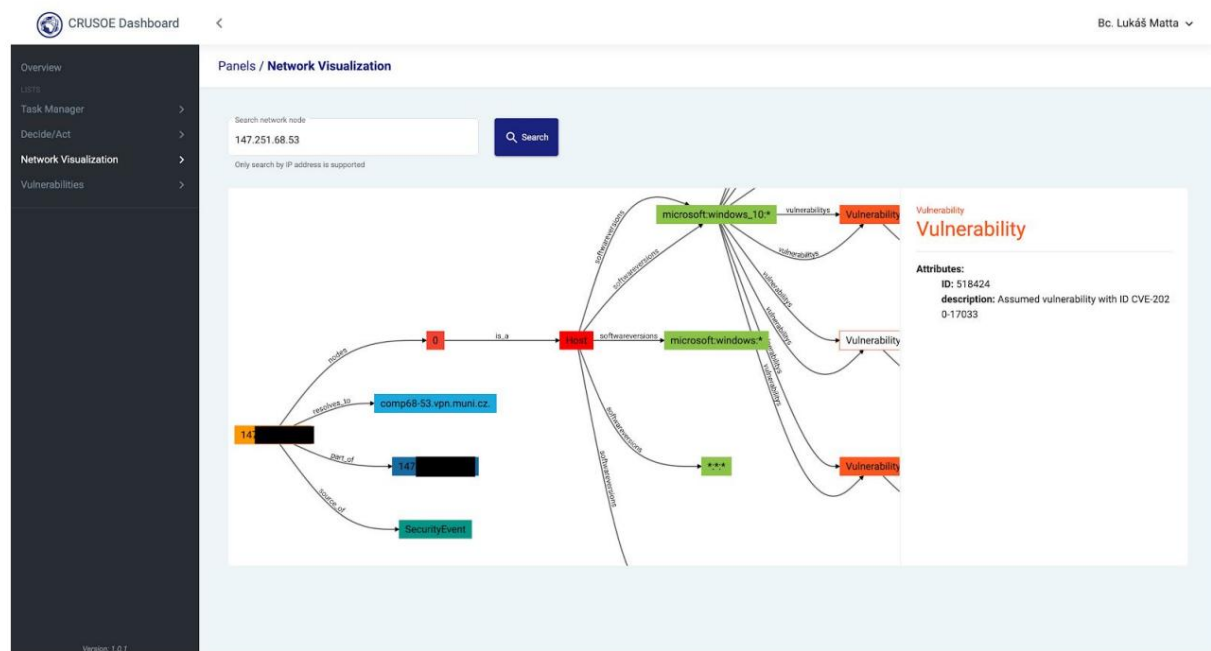 CRUSOE Dashboard
Bc. Lukáš Matta
Overview
LISTS
Task Manager
Decide/Act
Network Visualization
Vulnerabilities
Version: 1.0.1
Panels / Network Visualization
Search network node
147.251.68.53
Search
Only search by IP address is supported
microsoft:windows_10:*
vulnerabilitys
Vulnerability
softwareversions
softwareversions
vulnerabilitys
vulnerabilitys
vulnerabilitys
vulnerabilitys
vulnerabilitys
0
is_a
Host
softwareversions
microsoft:windows:*
Vulnerability
nodes
resolves_to
comp68-53.vpn.muni.cz.
147
part_of
147
softwareversions
softwareversions
*:*:*
Vulnerability
source_of
SecurityEvent
Vulnerability
Vulnerability
Attributes:
ID: 518424
description: Assumed vulnerability with ID CVE-202
0-17033